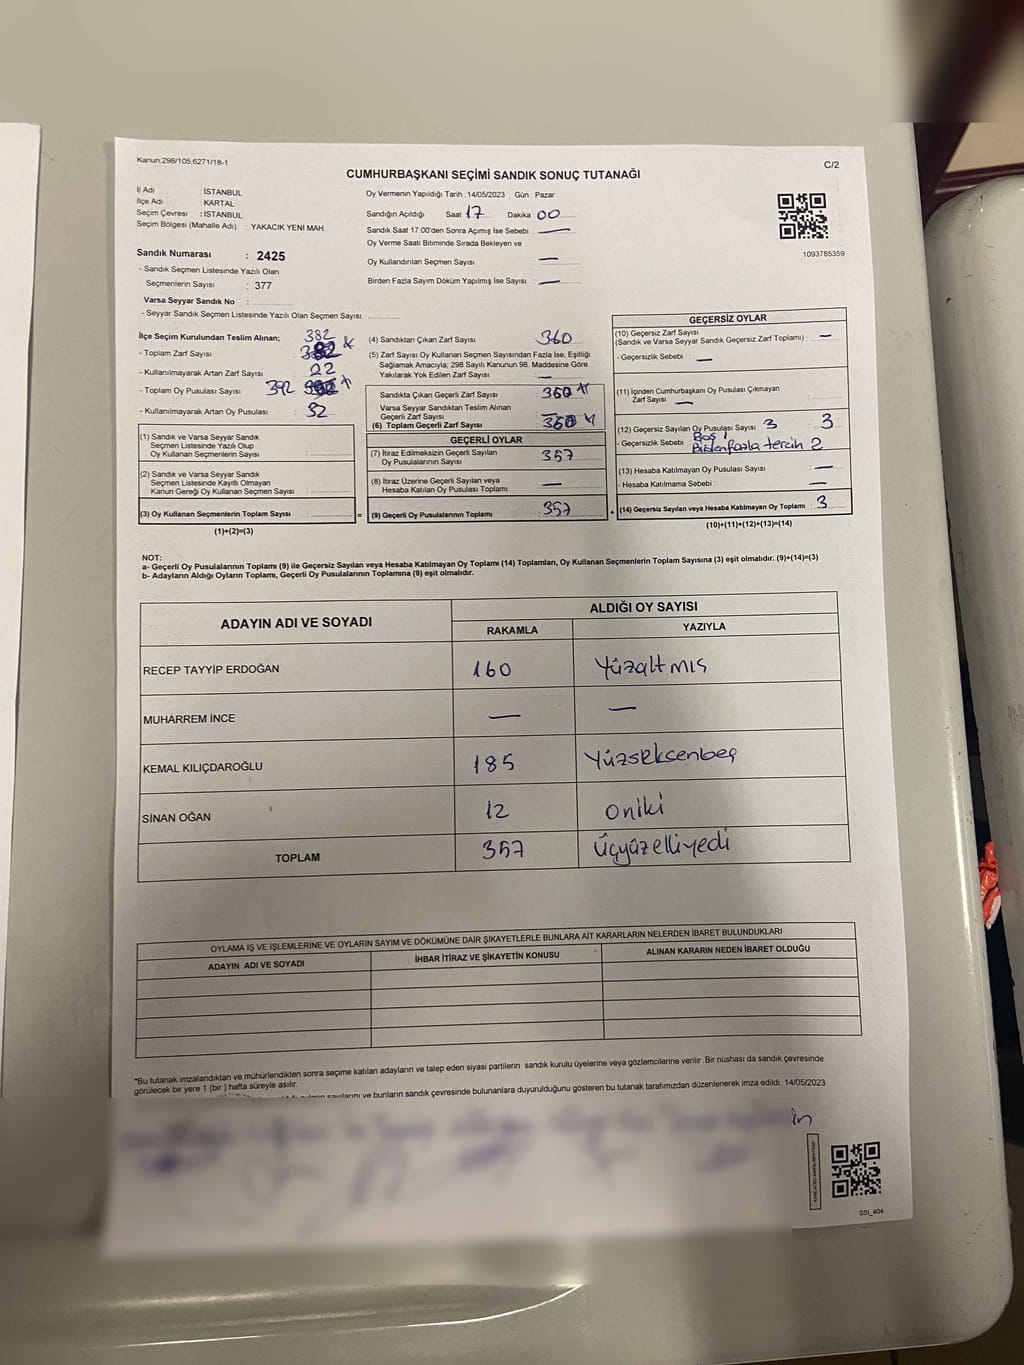 Kanun:298/105,6271/18-1
C/2
CUMHURBAŞKANI SEÇİMİ SANDIK SONUÇ TUTANAĞI
İl Adı : İSTANBUL
İlçe Adı : KARTAL
Seçim Çevresi : İSTANBUL
Seçim Bölgesi (Mahalle Adı) : YAKACIK YENİ MAH.
Oy Vermenin Yapıldığı Tarih : 14/05/2023 Gün : Pazar
Sandığın Açıldığı Saat 17 Dakika 00
Sandık Saat 17:00'den Sonra Açımış İse Sebebi : —
Oy Verme Saati Bitiminde Sırada Bekleyen ve
Oy Kullandırılan Seçmen Sayısı : —
Birden Fazla Sayım Döküm Yapılmış İse Sayısı : —
1093785359
Sandık Numarası : 2425
- Sandık Seçmen Listesinde Yazılı Olan
Seçmenlerin Sayısı : 377
Varsa Seyyar Sandık No :
- Seyyar Sandık Seçmen Listesinde Yazılı Olan Seçmen Sayısı:
İlçe Seçim Kurulundan Teslim Alınan; 382
- Toplam Zarf Sayısı :
- Kullanılmayarak Artan Zarf Sayısı : 22
- Toplam Oy Pusulası Sayısı : 392
- Kullanılmayarak Artan Oy Pusulası : 32
(1) Sandık ve Varsa Seyyar Sandık
Seçmen Listesinde Yazılı Olup
Oy Kullanan Seçmenlerin Sayısı :
(2) Sandık ve Varsa Seyyar Sandık
Seçmen Listesinde Kayıtlı Olmayan
Kanun Gereği Oy Kullanan Seçmen Sayısı :
(3) Oy Kullanan Seçmenlerin Toplam Sayısı :
(1)+(2)=(3)
(4) Sandıktan Çıkan Zarf Sayısı : 360
(5) Zarf Sayısı Oy Kullanan Seçmen Sayısından Fazla İse, Eşitliği
Sağlamak Amacıyla; 298 Sayılı Kanunun 98. Maddesine Göre
Yakılarak Yok Edilen Zarf Sayısı : —
Sandıkta Çıkan Geçerli Zarf Sayısı : 360
Varsa Seyyar Sandıktan Teslim Alınan
Geçerli Zarf Sayısı : —
(6) Toplam Geçerli Zarf Sayısı : 360
GEÇERLİ OYLAR
(7) İtiraz Edilmeksizin Geçerli Sayılan
Oy Pusulalarının Sayısı : 357
(8) İtiraz Üzerine Geçerli Sayılan veya
Hesaba Katılan Oy Pusulası Toplamı : —
(9) Geçerli Oy Pusulalarının Toplamı : 357
GEÇERSİZ OYLAR
(10) Geçersiz Zarf Sayısı
(Sandık ve Varsa Seyyar Sandık Geçersiz Zarf Toplamı) : —
- Geçersizlik Sebebi : —
(11) İçinden Cumhurbaşkanı Oy Pusulası Çıkmayan
Zarf Sayısı : —
(12) Geçersiz Sayılan Oy Pusulası Sayısı : 3 3
- Geçersizlik Sebebi : Boş 1
Birdenfazla tercih 2
(13) Hesaba Katılmayan Oy Pusulası Sayısı : —
- Hesaba Katılmama Sebebi : —
(14) Geçersiz Sayılan veya Hesaba Katılmayan Oy Toplamı : 3
(10)+(11)+(12)+(13)=(14)
NOT:
a- Geçerli Oy Pusulalarının Toplamı (9) ile Geçersiz Sayılan veya Hesaba Katılmayan Oy Toplamı (14) Toplamları, Oy Kullanan Seçmenlerin Toplam Sayısına (3) eşit olmalıdır. (9)+(14)=(3)
b- Adayların Aldığı Oyların Toplamı, Geçerli Oy Pusulalarının Toplamına (9) eşit olmalıdır.
ADAYIN ADI VE SOYADI
ALDIĞI OY SAYISI
RAKAMLA YAZIYLA
RECEP TAYYİP ERDOĞAN 160 Yüzaltmış
MUHARREM İNCE — —
KEMAL KILIÇDAROĞLU 185 Yüzseksenbeş
SİNAN OĞAN 12 Oniki
TOPLAM 357 Üçyüzelliyedi
OYLAMA İŞ VE İŞLEMLERİNE VE OYLARIN SAYIM VE DÖKÜMÜNE DAİR ŞİKAYETLERLE BUNLARA AİT KARARLARIN NELERDEN İBARET BULUNDUKLARI
ADAYIN ADI VE SOYADI İHBAR İTİRAZ VE ŞİKAYETİN KONUSU ALINAN KARARIN NEDEN İBARET OLDUĞU
*Bu tutanak imzalandıktan ve mühürlendikten sonra seçime katılan adayların ve talep eden siyasi partilerin sandık kurulu üyelerine veya gözlemcilerine verilir. Bir nüshası da sandık çevresinde
görülecek bir yere 1 (bir) hafta süreyle asılır.
sayılarını ve bunların sandık çevresinde bulunanlara duyurulduğunu gösteren bu tutanak tarafımızdan düzenlenerek imza edildi. 14/05/2023
SSI_404